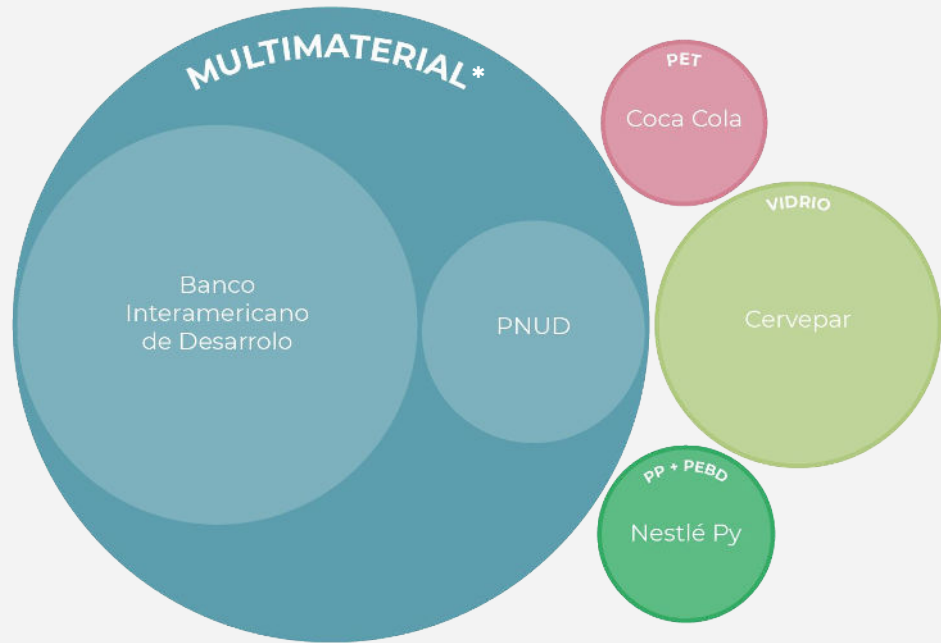 MULTIMATERIAL*
Banco
Interamericano
de Desarrolo
PNUD
PET
Coca Cola
VIDRIO
Cervepar
PP + PEBD
Nestlé Py